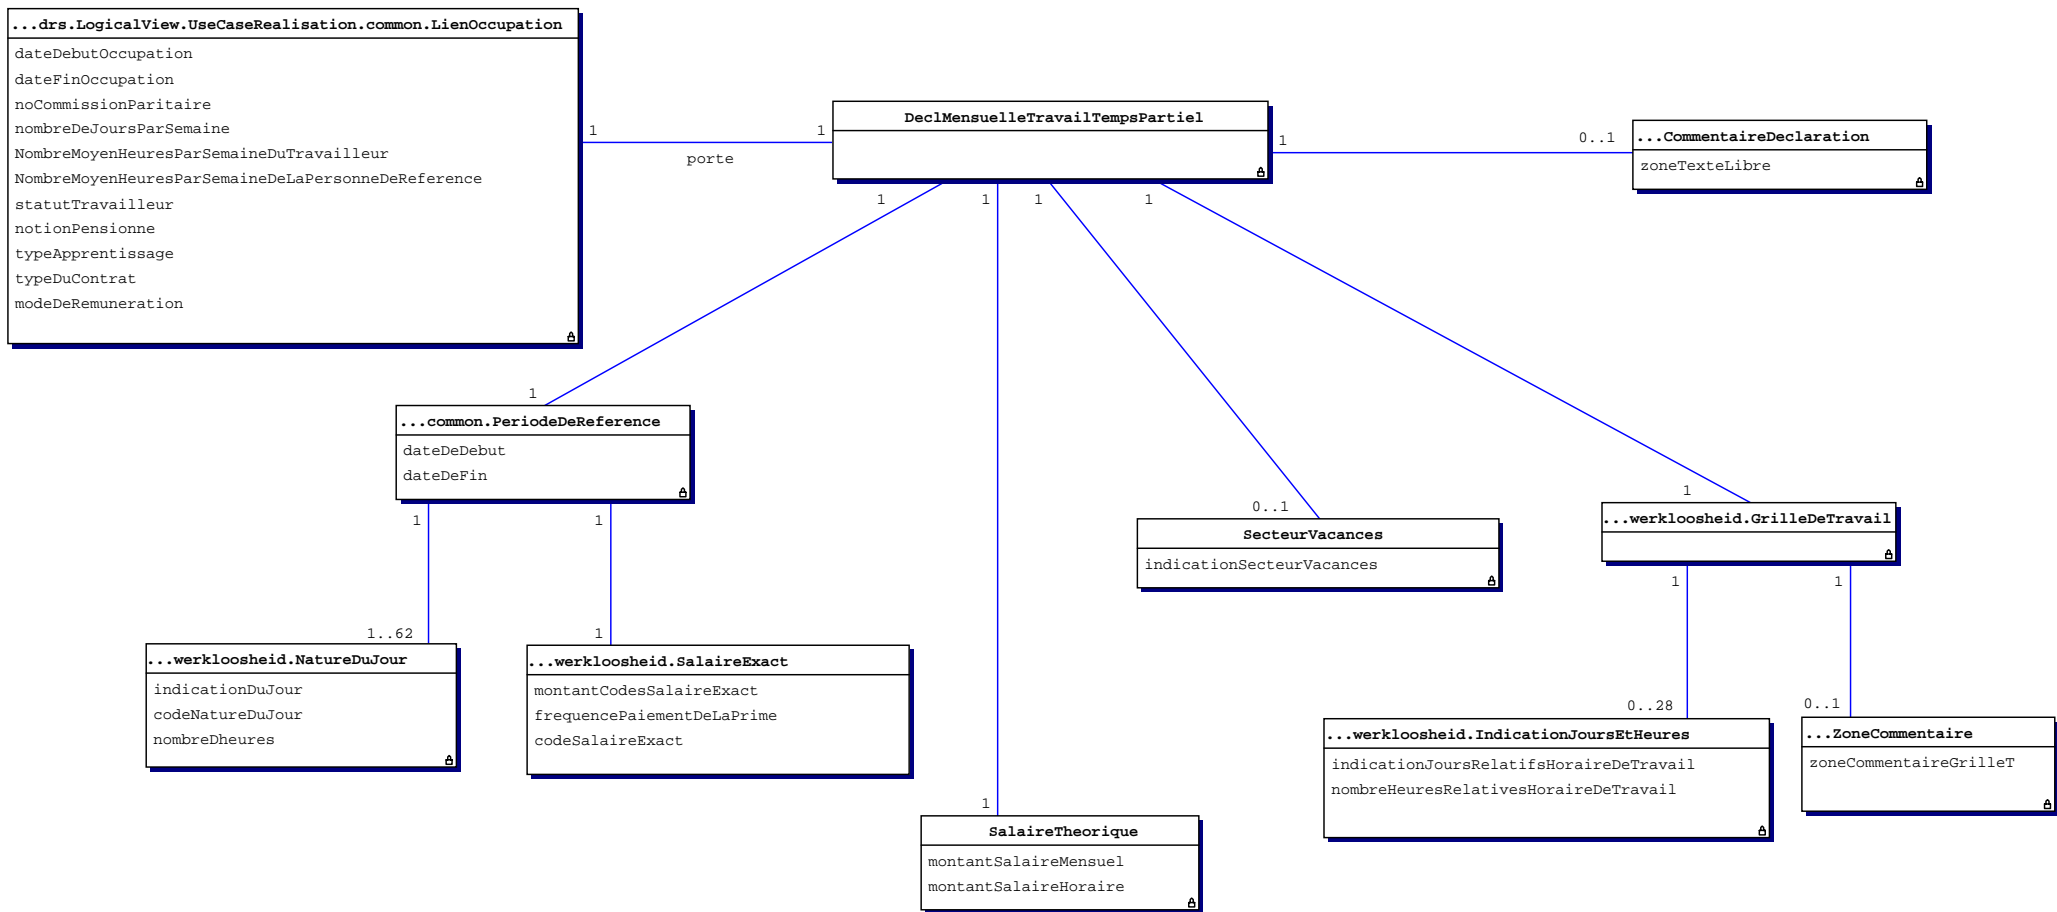 ...drs.LogicalView.UseCaseRealisation.common.LienOccupation
dateDebutOccupation
dateFinOccupation
noCommissionParitaire
nombreDeJoursParSemaine
NombreMoyenHeuresParSemaineDuTravailleur
NombreMoyenHeuresParSemaineDeLaPersonneDeReference
statutTravailleur
notionPensionne
typeApprentissage
typeDuContrat
modeDeRemuneration
1
1
porte
DeclMensuelleTravailTempsPartiel
1
0..1
...CommentaireDeclaration
zoneTexteLibre
1
1
1
1
1
...common.PeriodeDeReference
dateDeDebut
dateDeFin
1
1
0..1
SecteurVacances
indicationSecteurVacances
1
...werkloosheid.GrilleDeTravail
1
1
1..62
...werkloosheid.NatureDuJour
indicationDuJour
codeNatureDuJour
nombreDheures
1
...werkloosheid.SalaireExact
montantCodesSalaireExact
frequencePaiementDeLaPrime
codeSalaireExact
1
SalaireTheorique
montantSalaireMensuel
montantSalaireHoraire
0..28
...werkloosheid.IndicationJoursEtHeures
indicationJoursRelatifsHoraireDeTravail
nombreHeuresRelativesHoraireDeTravail
0..1
...ZoneCommentaire
zoneCommentaireGrilleT